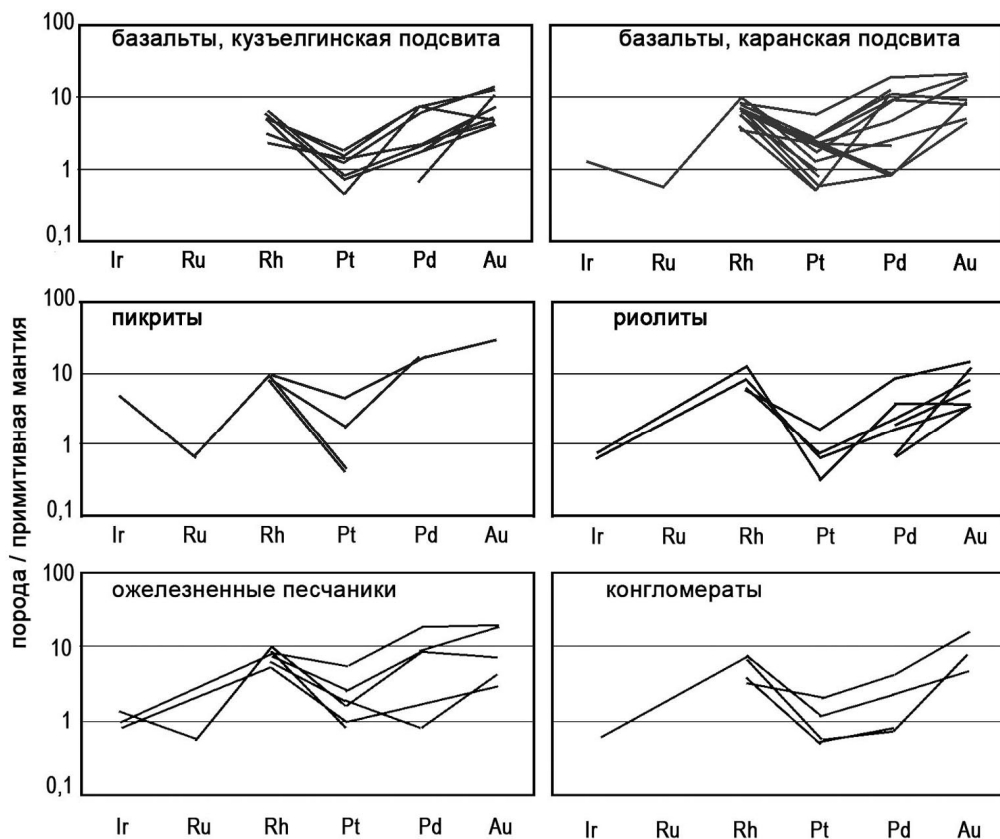 порода / примитивная мантия
100
10
1
0,1
базальты, кузъелгинская подсвита
Ir Ru Rh Pt Pd Au
базальты, каранская подсвита
Ir Ru Rh Pt Pd Au
100
10
1
0,1
пикриты
Ir Ru Rh Pt Pd Au
риолиты
Ir Ru Rh Pt Pd Au
100
10
1
0,1
ожелезненные песчаники
Ir Ru Rh Pt Pd Au
конгломераты
Ir Ru Rh Pt Pd Au